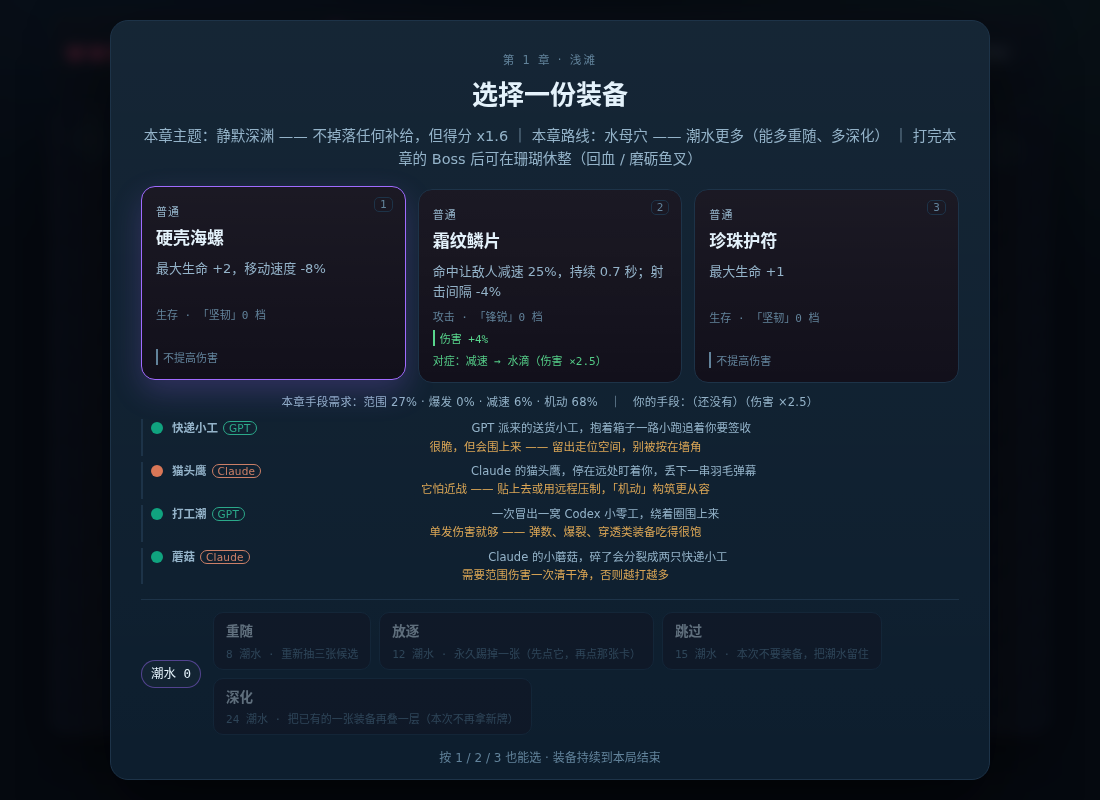 第 1 章 · 浅滩
选择一份装备
本章主题：静默深渊 —— 不掉落任何补给，但得分 x1.6 ｜ 本章路线：水母穴 —— 潮水更多（能多重随、多深化） ｜ 打完本
章的 Boss 后可在珊瑚休整（回血 / 磨砺鱼叉）
1
普通
硬壳海螺
最大生命 +2，移动速度 -8%
生存 · 「坚韧」0 档
不提高伤害
2
普通
霜纹鳞片
命中让敌人减速 25%，持续 0.7 秒；射
击间隔 -4%
攻击 · 「锋锐」0 档
伤害 +4%
对症：减速 → 水滴（伤害 ×2.5）
3
普通
珍珠护符
最大生命 +1
生存 · 「坚韧」0 档
不提高伤害
本章手段需求：范围 27% · 爆发 0% · 减速 6% · 机动 68% ｜ 你的手段：（还没有）（伤害 ×2.5）
快递小工 GPT
GPT 派来的送货小工，抱着箱子一路小跑追着你要签收
很脆，但会围上来 —— 留出走位空间，别被按在墙角
猫头鹰 Claude
Claude 的猫头鹰，停在远处盯着你，丢下一串羽毛弹幕
它怕近战 —— 贴上去或用远程压制，「机动」构筑更从容
打工潮 GPT
一次冒出一窝 Codex 小零工，绕着圈围上来
单发伤害就够 —— 弹数、爆裂、穿透类装备吃得很饱
蘑菇 Claude
Claude 的小蘑菇，碎了会分裂成两只快递小工
需要范围伤害一次清干净，否则越打越多
潮水 0
重随
8 潮水 · 重新抽三张候选
放逐
12 潮水 · 永久踢掉一张（先点它，再点那张卡）
跳过
15 潮水 · 本次不要装备，把潮水留住
深化
24 潮水 · 把已有的一张装备再叠一层（本次不再拿新牌）
按 1 / 2 / 3 也能选 · 装备持续到本局结束